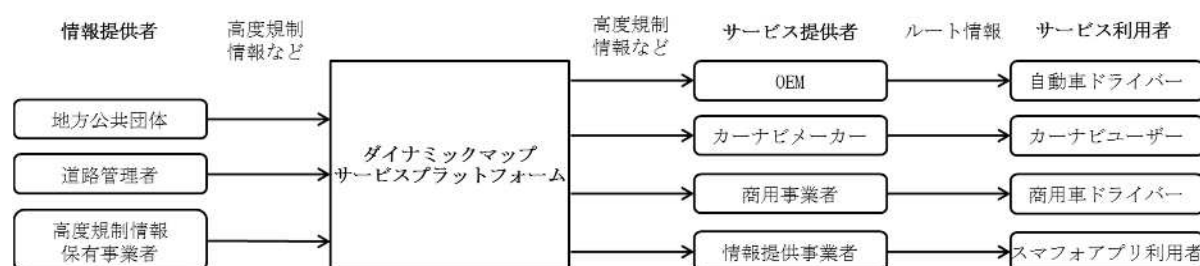 情報提供者
高度規制
情報など
高度規制
情報など
サービス提供者
ルート情報
サービス利用者
地方公共団体
道路管理者
高度規制情報
保有事業者
ダイナミックマップ
サービスプラットフォーム
OEM
カーナビメーカー
商用事業者
情報提供事業者
自動車ドライバー
カーナビユーザー
商用車ドライバー
スマフォアプリ利用者